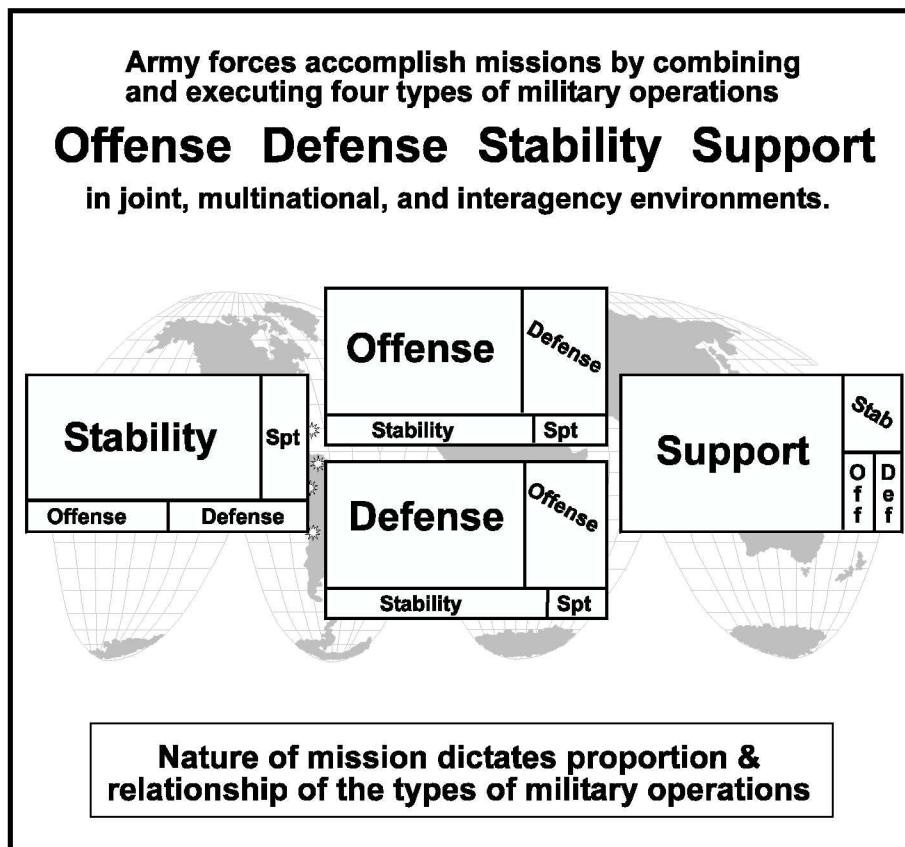 Army forces accomplish missions by combining
and executing four types of military operations
Offense Defense Stability Support
in joint, multinational, and interagency environments.
Stability
Spt
Offense
Defense
Offense
Defense
Stability
Spt
Defense
Offense
Stability
Spt
Support
Stab
Off
Def
Nature of mission dictates proportion &
relationship of the types of military operations